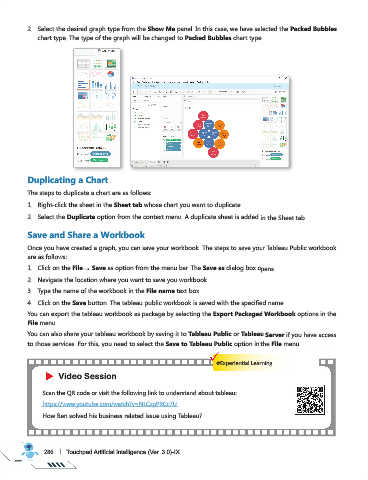 2 Select the desired graph type from the Show Me panel In this case, we have selected the Packed Bubbles
chart type The type of the graph will be changed to Packed Bubbles chart type
Duplicating a Chart
The steps to duplicate a chart are as follows:
1 Right-click the sheet in the Sheet tab whose chart you want to duplicate
2 Select the Duplicate option from the context menu A duplicate sheet is added in the Sheet tab
Save and Share a Workbook
Once you have created a graph, you can save your workbook The steps to save your Tableau Public workbook
are as follows:
1 Click on the File → Save as option from the menu bar The Save as dialog box opens
2 Navigate the location where you want to save you workbook
3 Type the name of the workbook in the File name text box
4 Click on the Save button The tableau public workbook is saved with the specified name
You can export the tableau workbook as package by selecting the Export Packaged Workbook options in the
File menu
You can also share your tableau workbook by saving it to Tableau Public or Tableau Server if you have access
to those services For this, you need to select the Save to Tableau Public option in the File menu
#Experiential Learning
Video Session
Scan the QR code or visit the following link to understand about tableau:
How Ben solved his business related issue using Tableau?
286 | Touchpad Artificial Intelligence (Ver 3.0)-IX